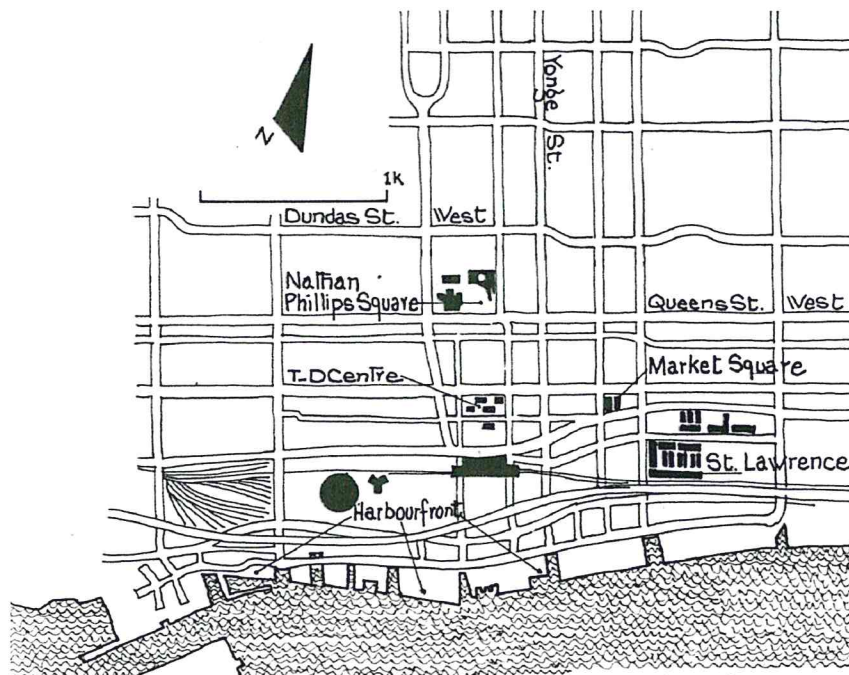 Yonge St.
N
1k
Dundas St. West
Nathan
Phillips Square
Queens St. West
T-D Centre
Market Square
St. Lawrence
Harbourfront